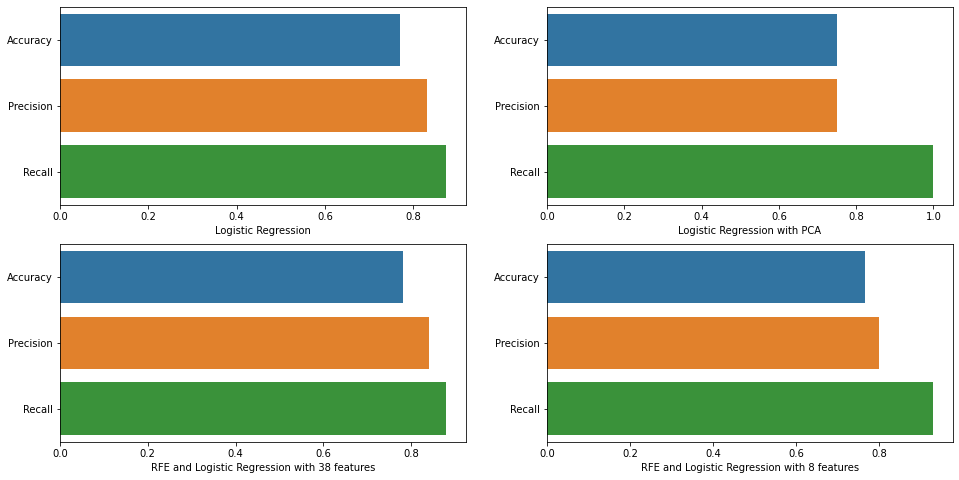 Accuracy
Precision
Recall
0.0 0.2 0.4 0.6 0.8
Logistic Regression
Accuracy
Precision
Recall
0.0 0.2 0.4 0.6 0.8 1.0
Logistic Regression with PCA
Accuracy
Precision
Recall
0.0 0.2 0.4 0.6 0.8
RFE and Logistic Regression with 38 features
Accuracy
Precision
Recall
0.0 0.2 0.4 0.6 0.8
RFE and Logistic Regression with 8 features